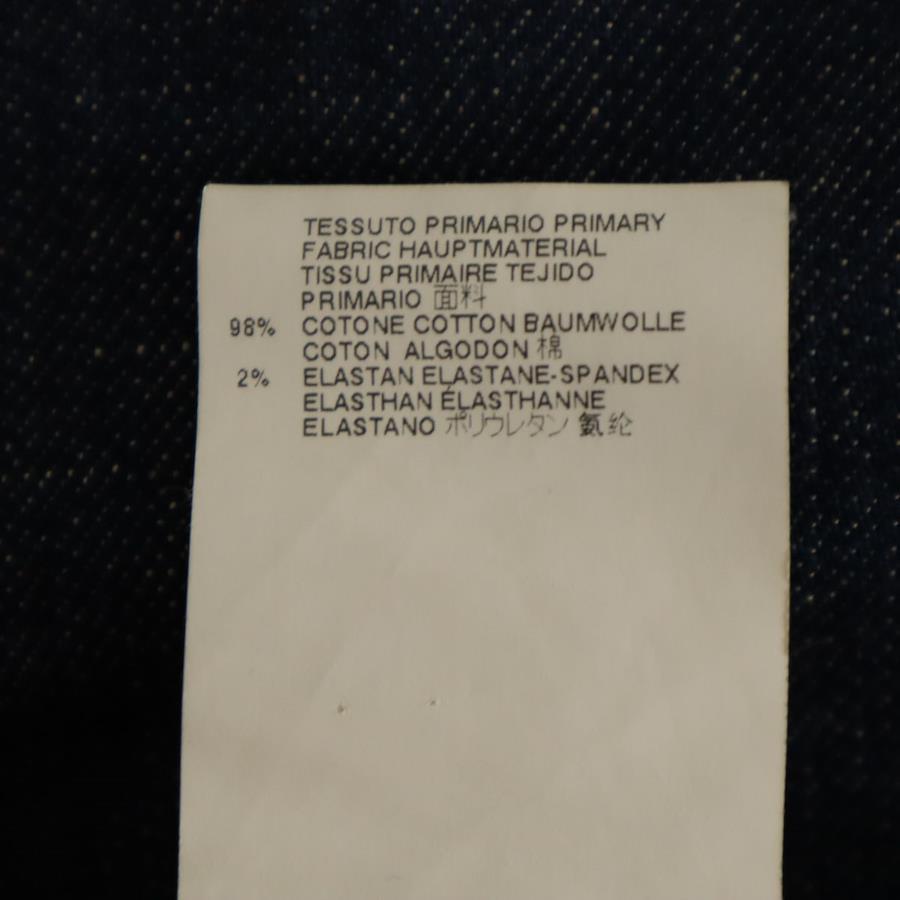 TESSUTO PRIMARIO PRIMARY
FABRIC HAUPTMATERIAL
TISSU PRIMAIRE TEJIDO
PRIMARIO 面料
98% COTONE COTTON BAUMWOLLE
COTON ALGODON 棉
2% ELASTAN ELASTANE-SPANDEX
ELASTHAN ÉLASTHANNE
ELASTANO ポリウレタン 氨纶